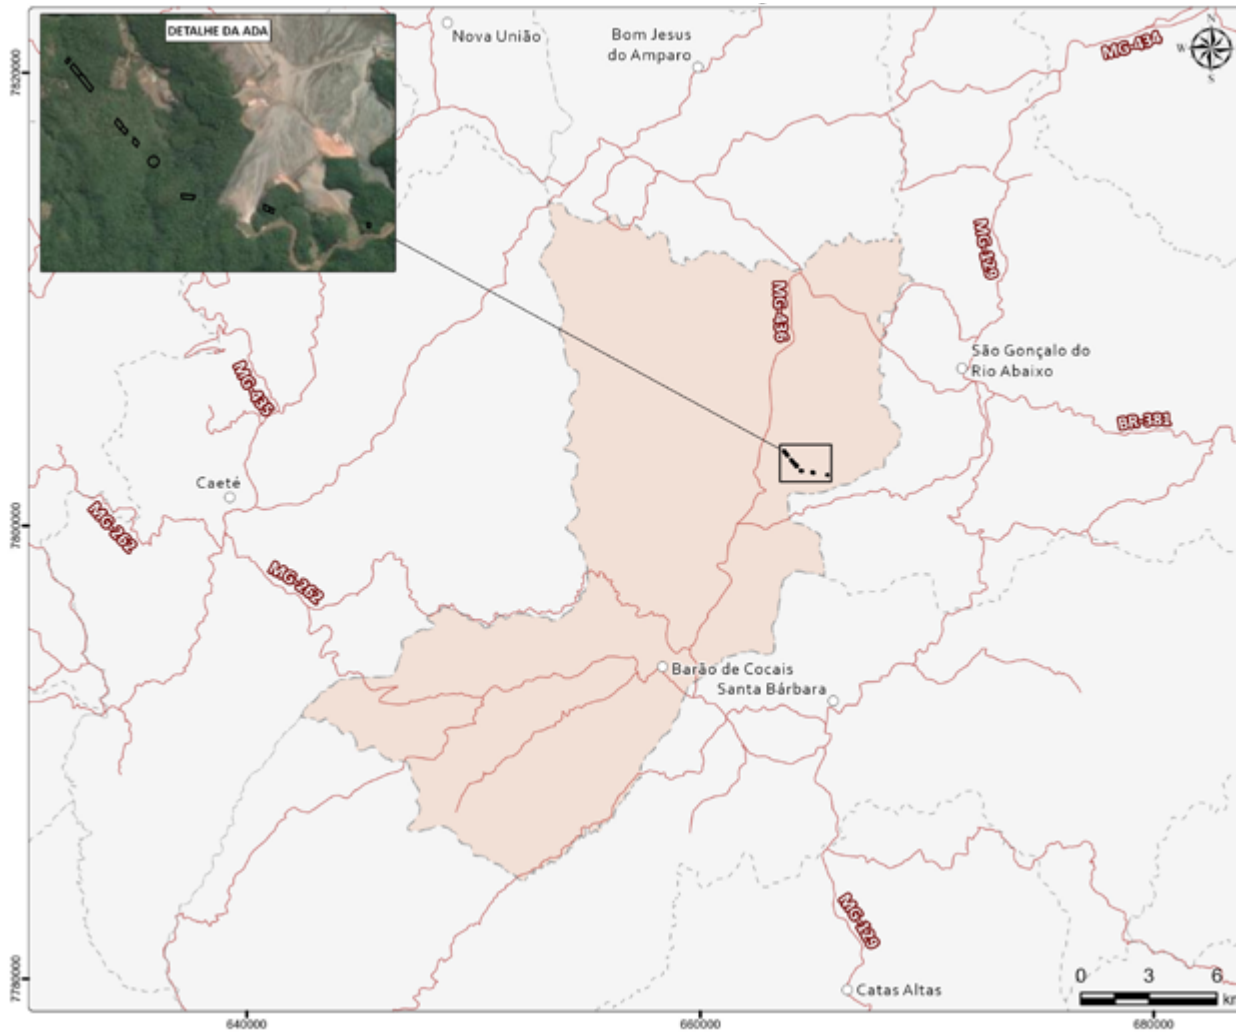 DETALHE DA ADA
Nova União
Bom Jesus
do Amparo
MG-434
N
W
S
7820000
MG-129
MG-436
São Gonçalo do
Rio Abaixo
MG-435
BR-381
Caeté
MG-262
7800000
MG-262
Barão de Cocais
Santa Bárbara
MG-129
Catas Altas
7780000
0 3 6
km
640000
660000
680000